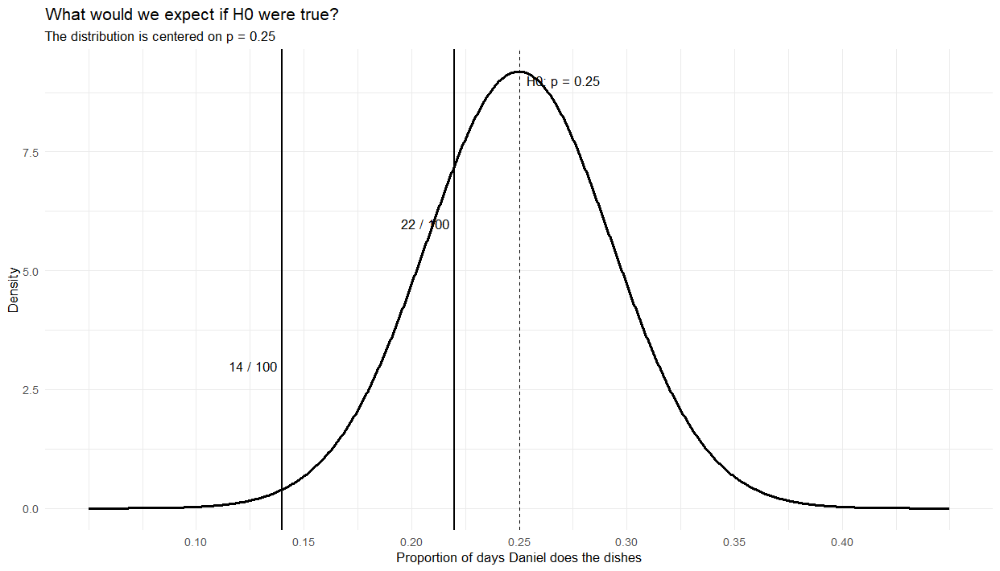 What would we expect if H0 were true?
The distribution is centered on p = 0.25
H0: p = 0.25
22 / 100
14 / 100
Density
7.5
5.0
2.5
0.0
0.10
0.15
0.20
0.25
0.30
0.35
0.40
Proportion of days Daniel does the dishes